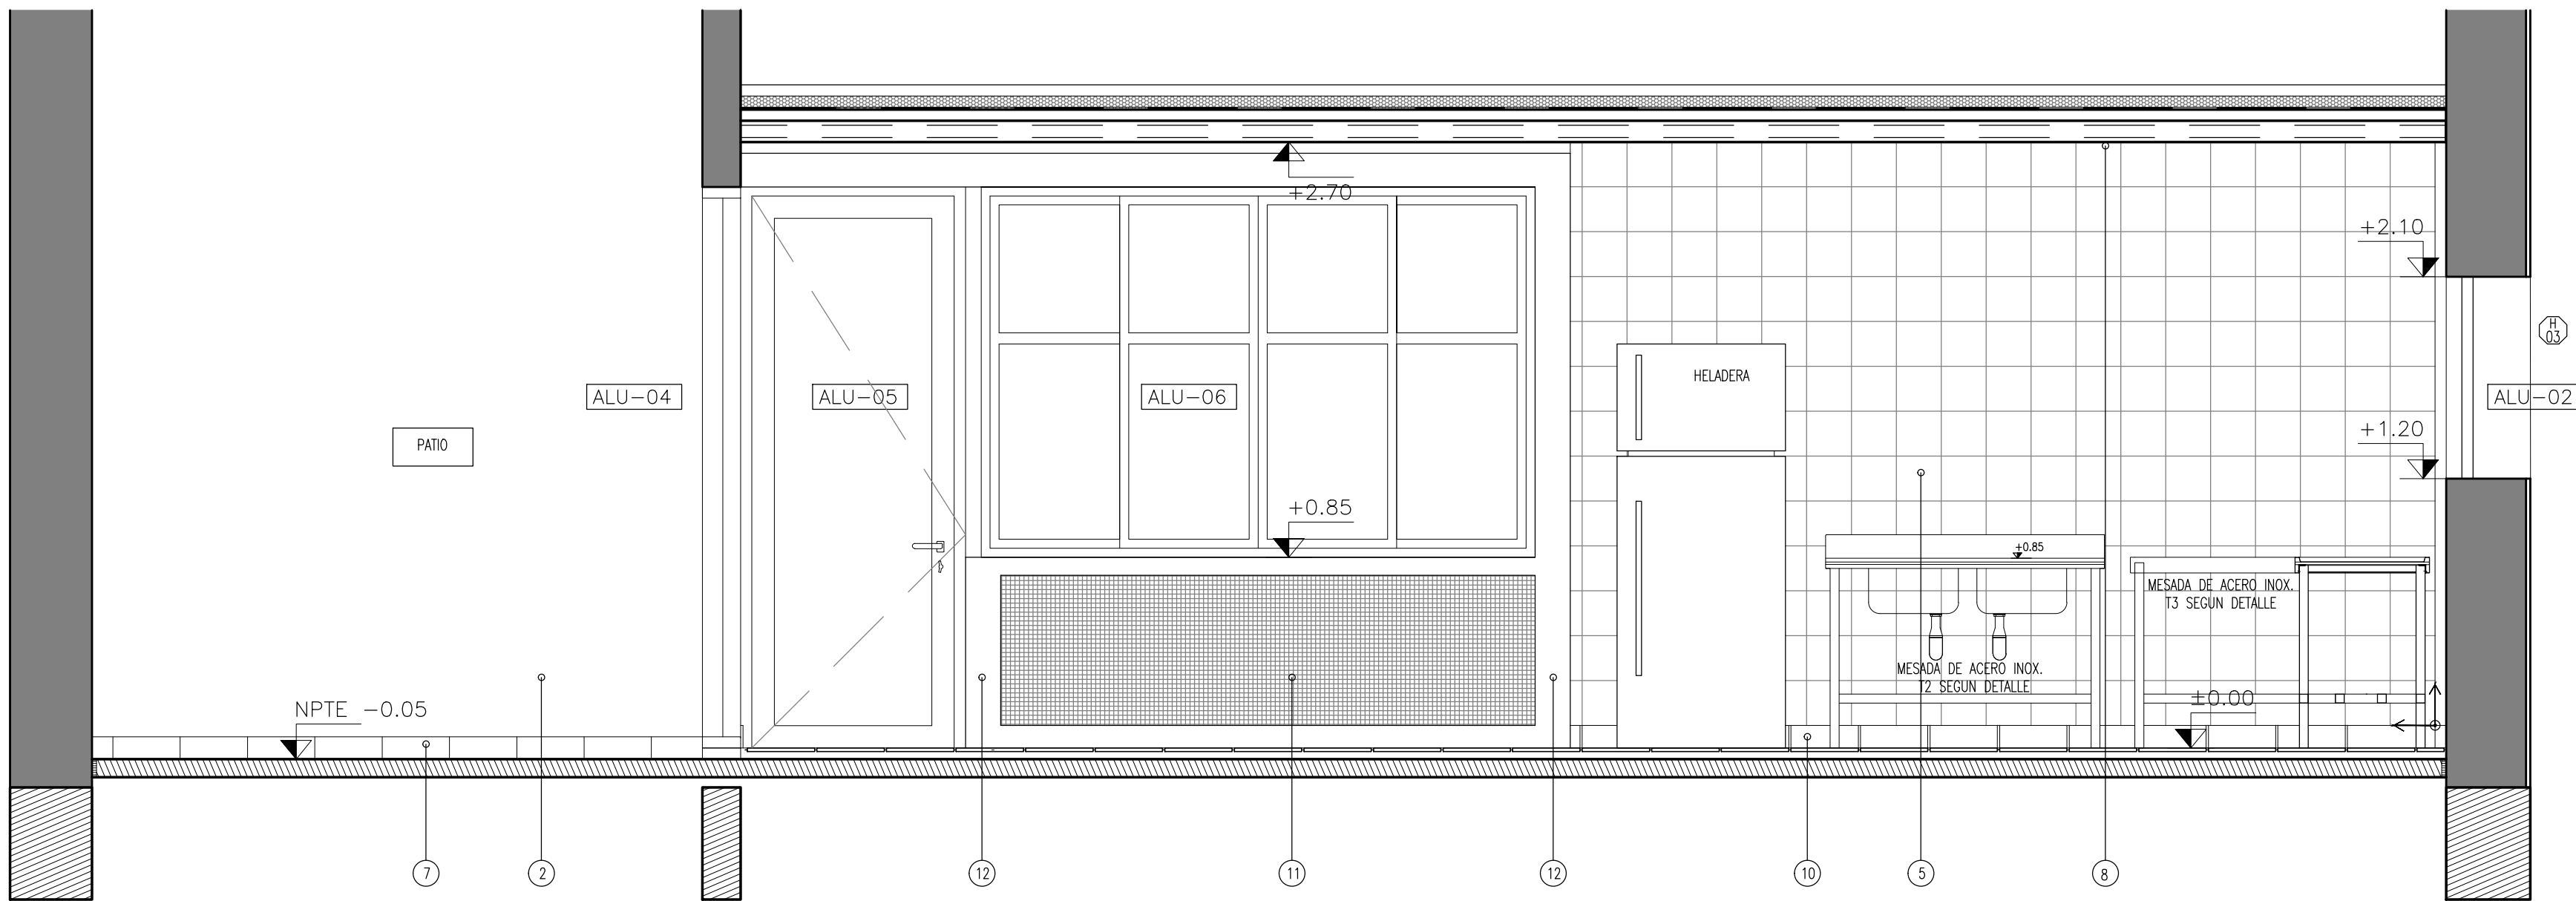 +2.70
+2.10
H
03
HELADERA
ALU-04
ALU-05
ALU-06
ALU-02
+1.20
PATIO
+0.85
+0.85
MESADA DE ACERO INOX.
T3 SEGUN DETALLE
MESADA DE ACERO INOX.
T2 SEGUN DETALLE
±0.00
NPTE -0.05
7
2
12
11
12
10
5
8